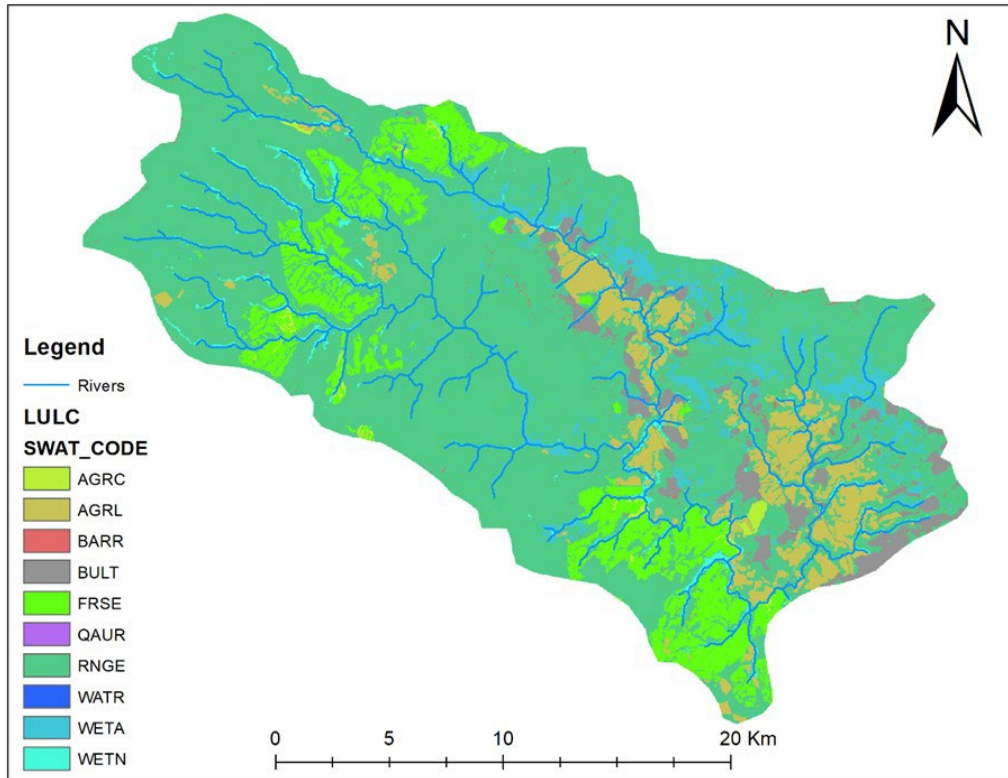 N
Legend
Rivers
LULC
SWAT_CODE
AGRC
AGRL
BARR
BULT
FRSE
QAUR
RNGE
WATR
WETA
WETN
0 5 10 20 Km